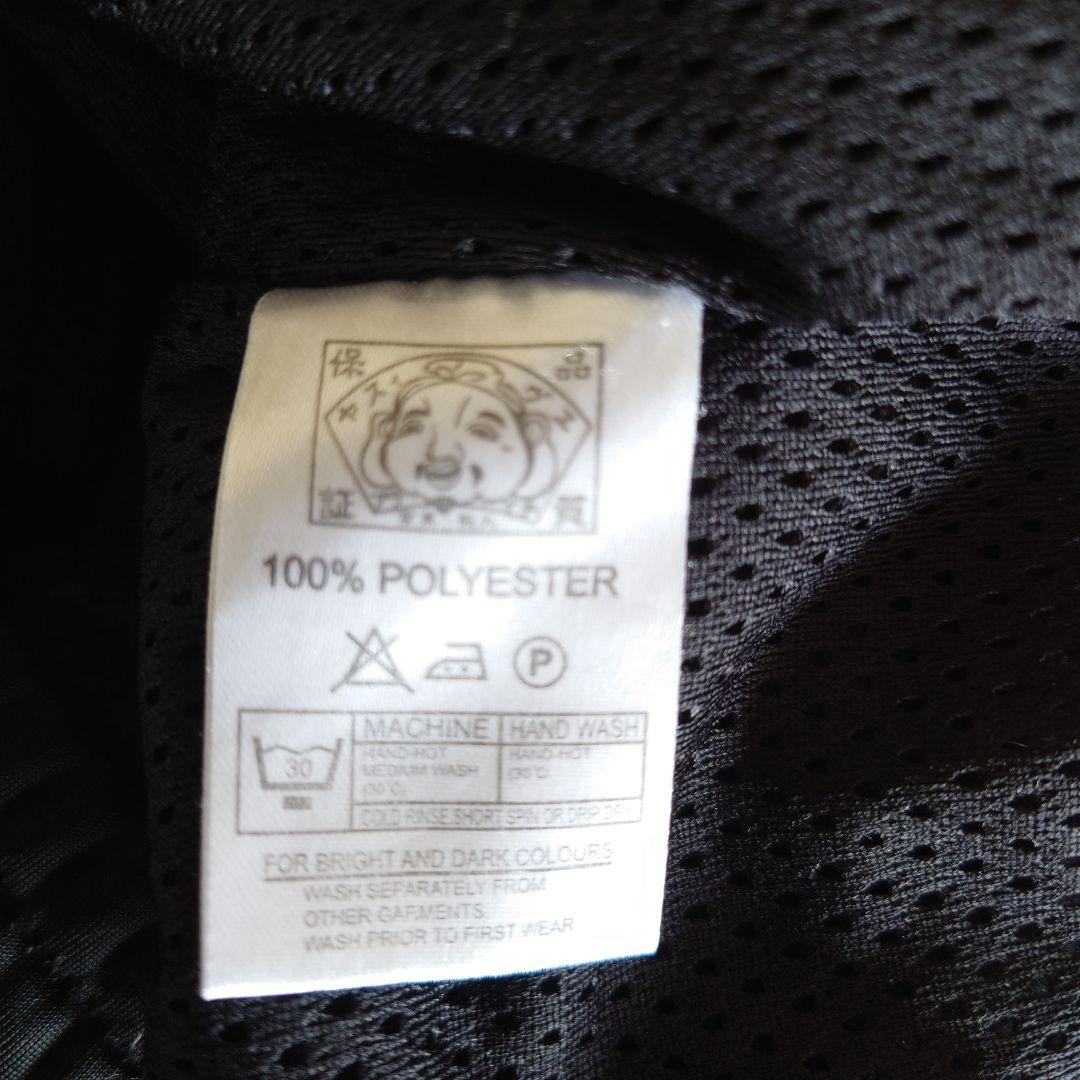 保 品
証 質
100% POLYESTER
P
30
MACHINE HAND WASH
HAND-HOT
MEDIUM WASH
(30°C)
HAND-HOT
(30°C)
COLD RINSE.SHORT SPIN OR DRIP DRY
FOR BRIGHT AND DARK COLOURS
WASH SEPARATELY FROM
OTHER GARMENTS
WASH PRIOR TO FIRST WEAR